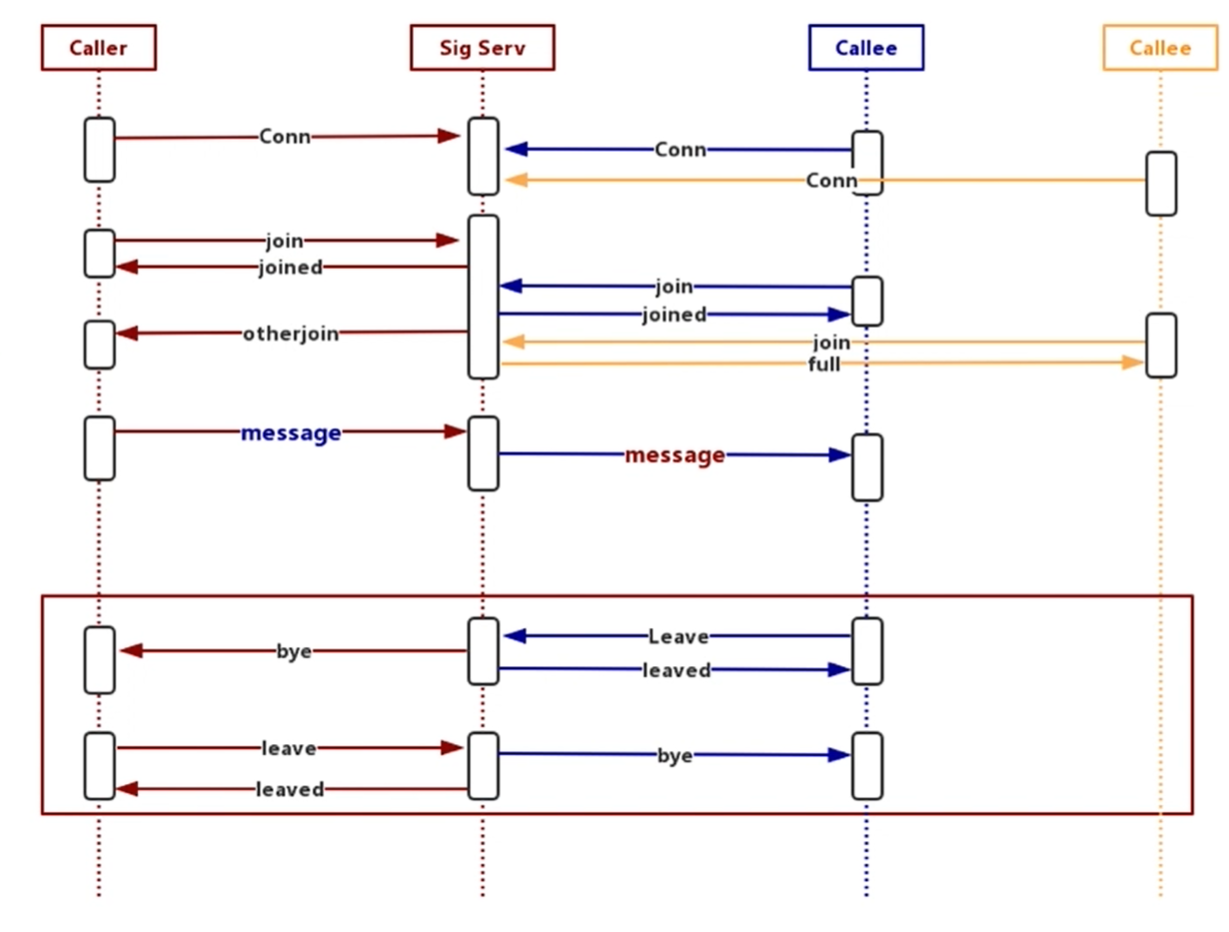 Caller
Sig Serv
Callee
Callee
Conn
Conn
Conn
join
joined
join
joined
otherjoin
join
full
message
message
Leave
bye
leaved
leave
bye
leaved